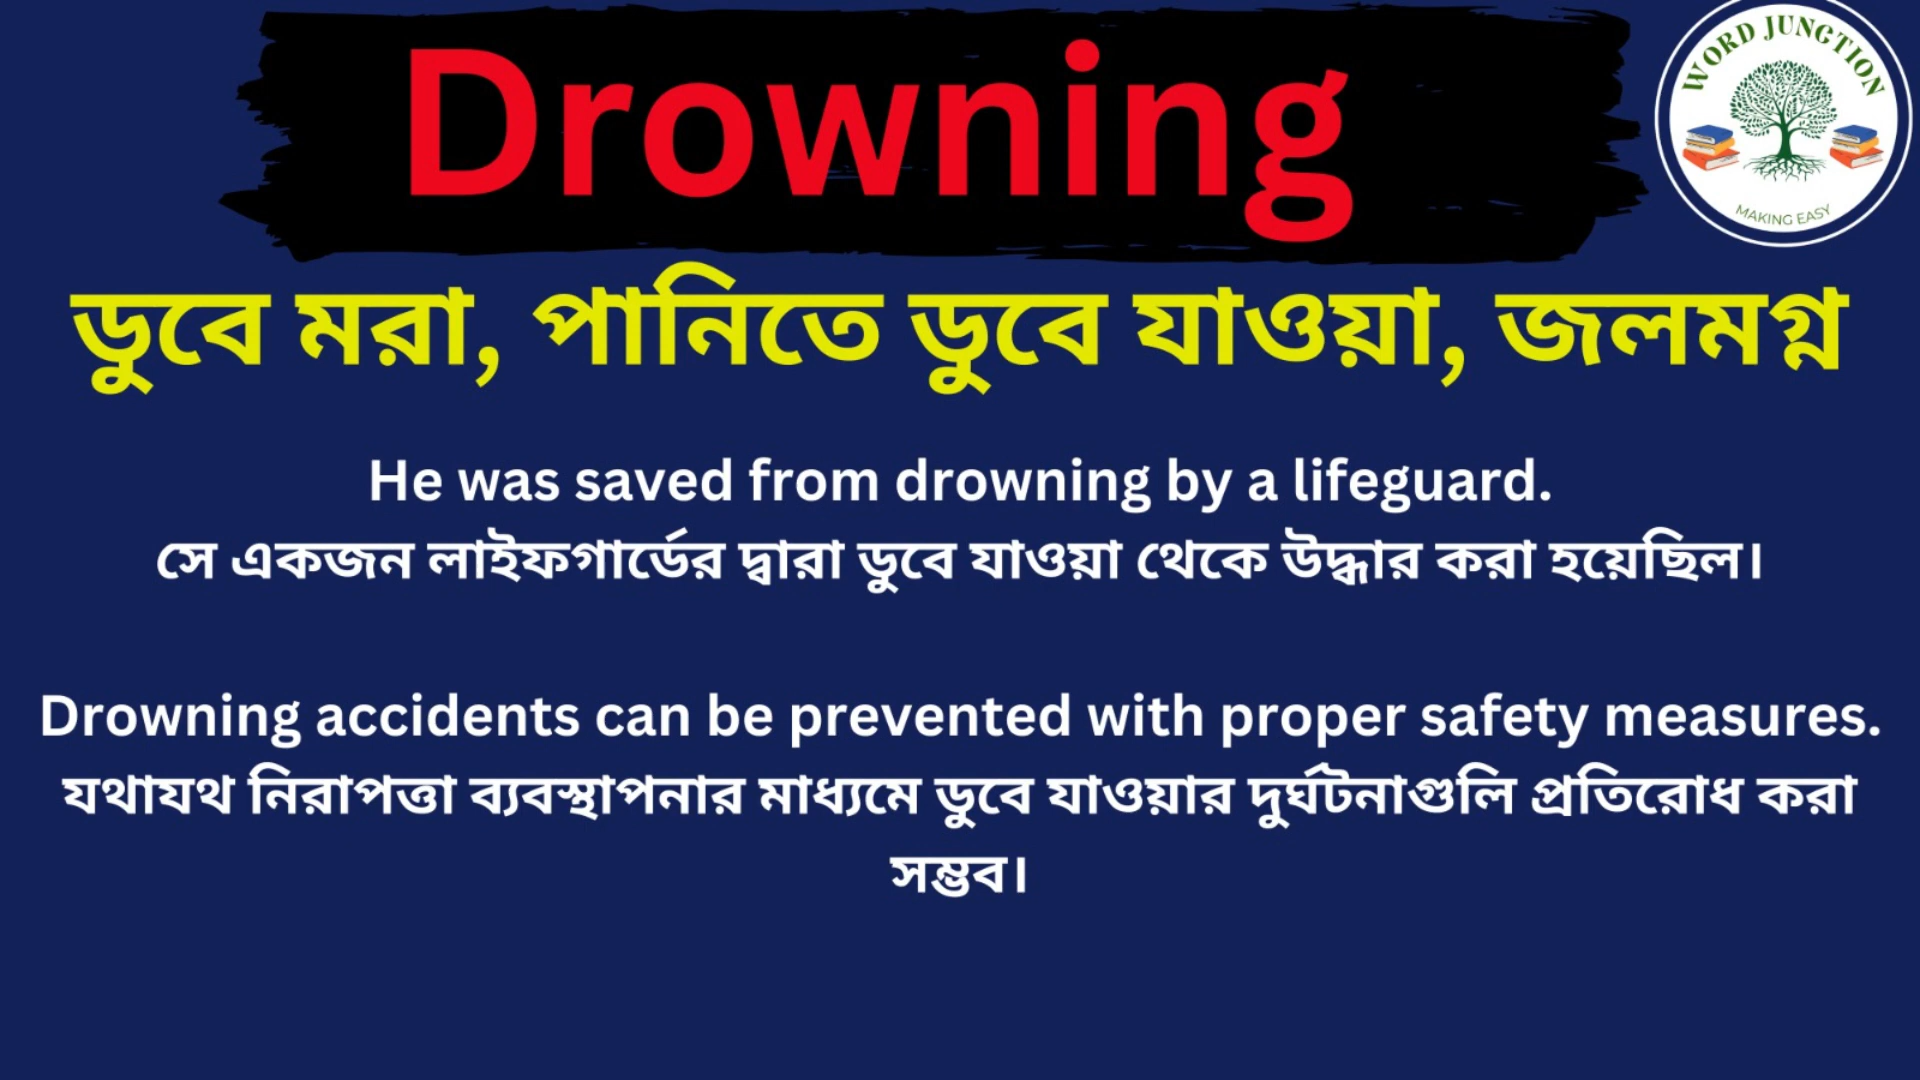 Drowning
WORD JUNCTION
MAKING EASY
ডুবে মরা, পানিতে ডুবে যাওয়া, জলমগ্ন
He was saved from drowning by a lifeguard.
সে একজন লাইফগার্ডের দ্বারা ডুবে যাওয়া থেকে উদ্ধার করা হয়েছিল।
Drowning accidents can be prevented with proper safety measures.
যথাযথ নিরাপত্তা ব্যবস্থাপনার মাধ্যমে ডুবে যাওয়ার দুর্ঘটনাগুলি প্রতিরোধ করা
সম্ভব।